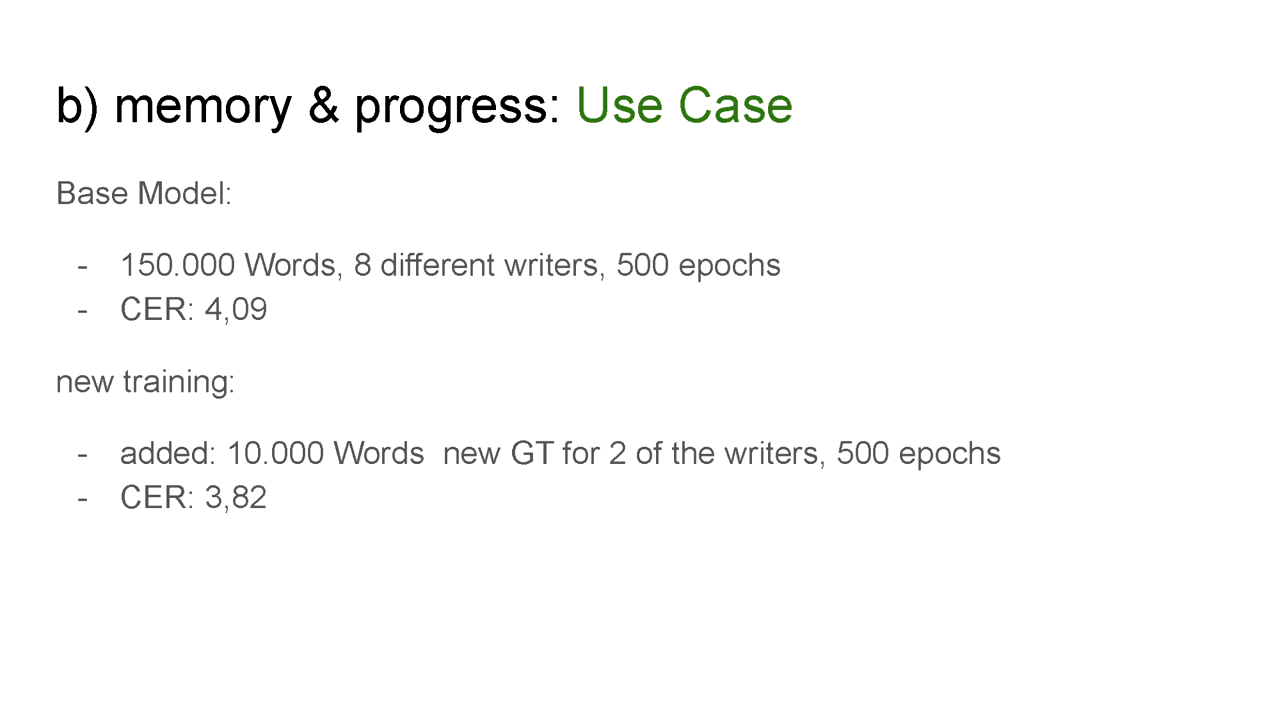 b) memory & progress: Use Case
Base Model:
- 150.000 Words, 8 different writers, 500 epochs
- CER: 4,09
new training:
- added: 10.000 Words  new GT for 2 of the writers, 500 epochs
- CER: 3,82